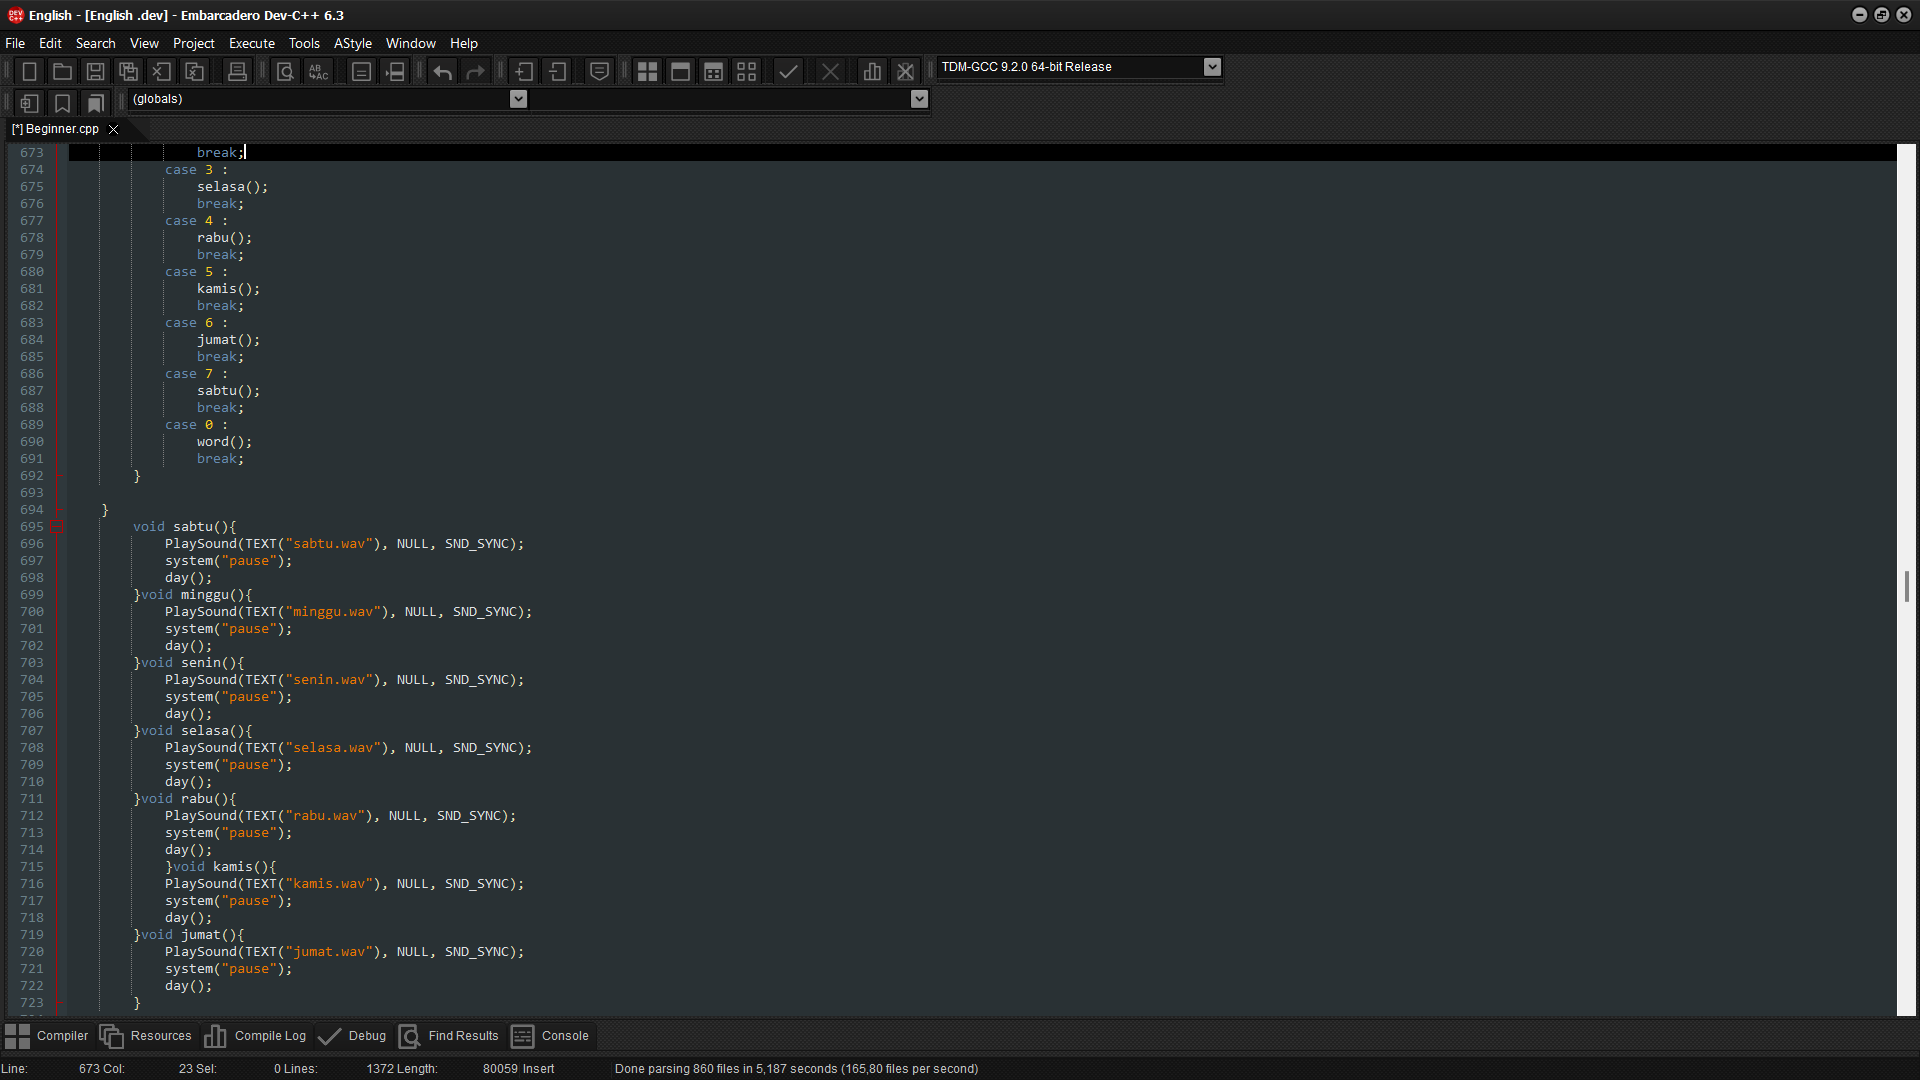 English - [English .dev] - Embarcadero Dev-C++ 6.3
File Edit Search View Project Execute Tools AStyle Window Help
TDM-GCC 9.2.0 64-bit Release
(globals)
[*] Beginner.cpp
673 break;
674 case 3 :
675 selasa();
676 break;
677 case 4 :
678 rabu();
679 break;
680 case 5 :
681 kamis();
682 break;
683 case 6 :
684 jumat();
685 break;
686 case 7 :
687 sabtu();
688 break;
689 case 0 :
690 word();
691 break;
692 }
693
694 }
695 void sabtu(){
696 PlaySound(TEXT("sabtu.wav"), NULL, SND_SYNC);
697 system("pause");
698 day();
699 }void minggu(){
700 PlaySound(TEXT("minggu.wav"), NULL, SND_SYNC);
701 system("pause");
702 day();
703 }void senin(){
704 PlaySound(TEXT("senin.wav"), NULL, SND_SYNC);
705 system("pause");
706 day();
707 }void selasa(){
708 PlaySound(TEXT("selasa.wav"), NULL, SND_SYNC);
709 system("pause");
710 day();
711 }void rabu(){
712 PlaySound(TEXT("rabu.wav"), NULL, SND_SYNC);
713 system("pause");
714 day();
715 }void kamis(){
716 PlaySound(TEXT("kamis.wav"), NULL, SND_SYNC);
717 system("pause");
718 day();
719 }void jumat(){
720 PlaySound(TEXT("jumat.wav"), NULL, SND_SYNC);
721 system("pause");
722 day();
723 }
Compiler Resources Compile Log Debug Find Results Console
Line: 673 Col: 23 Sel: 0 Lines: 1372 Length: 80059 Insert Done parsing 860 files in 5,187 seconds (165,80 files per second)